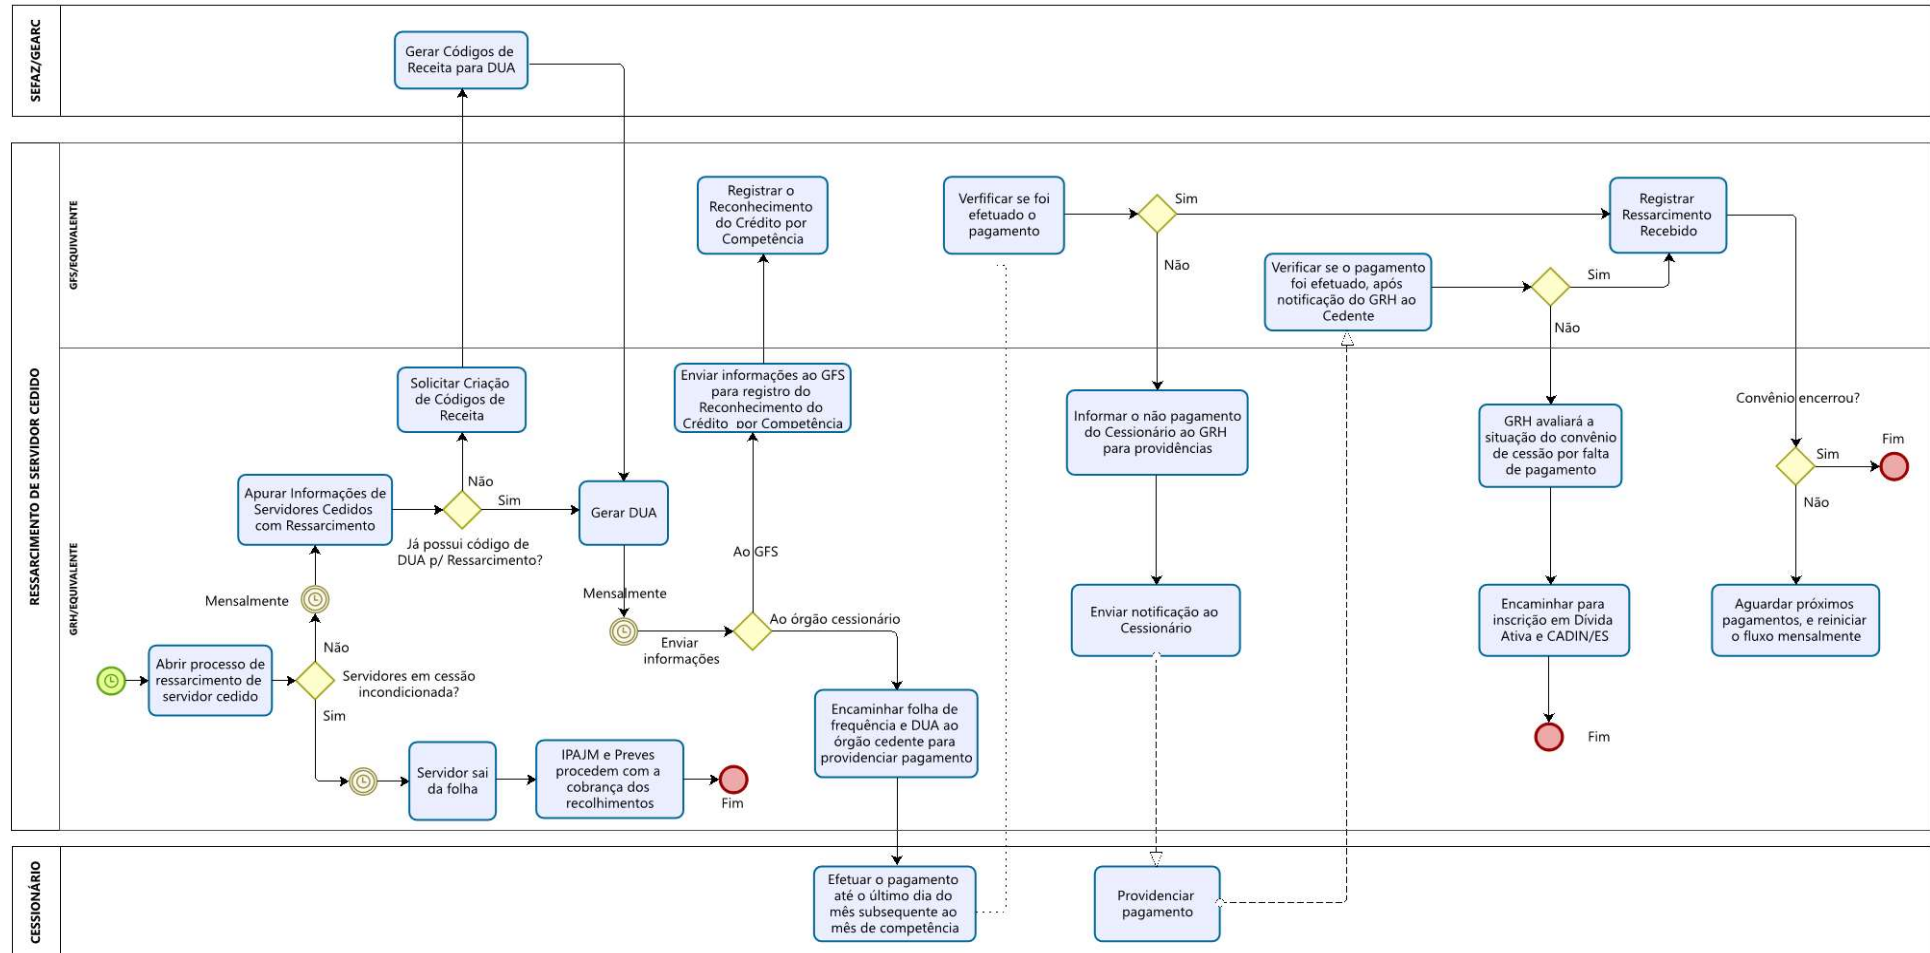 SEFAZ/GEARC
Gerar Códigos de
Receita para DUA
RESSARCIMENTO DE SERVIDOR CEDIDO
GFS/EQUIVALENTE
Registrar o
Reconhecimento
do Crédito por
Competência
Verfificar se foi
efetuado o
pagamento
Sim
Não
Verificar se o pagamento
foi efetuado, após
notificação do GRH ao
Cedente
Sim
Não
Registrar
Ressarcimento
Recebido
GRH/EQUIVALENTE
Solicitar Criação
de Códigos de
Receita
Enviar informações ao GFS
para registro do
Reconhecimento do
Crédito por Competência
Informar o não pagamento
do Cessionário ao GRH
para providências
GRH avaliará a
situação do convênio
de cessão por falta
de pagamento
Convênio encerrou?
Fim
Sim
Não
Apurar Informações de
Servidores Cedidos
com Ressarcimento
Não
Sim
Já possui código de
DUA p/ Ressarcimento?
Gerar DUA
Ao GFS
Mensalmente
Mensalmente
Enviar
informações
Ao órgão cessionário
Enviar notificação ao
Cessionário
Encaminhar para
inscrição em Dívida
Ativa e CADIN/ES
Aguardar próximos
pagamentos, e reiniciar
o fluxo mensalmente
Abrir processo de
ressarcimento de
servidor cedido
Não
Servidores em cessão
incondicionada?
Sim
Encaminhar folha de
frequência e DUA ao
órgão cedente para
providenciar pagamento
Fim
Servidor sai
da folha
IPAJM e Preves
procedem com a
cobrança dos
recolhimentos
Fim
CESSIONÁRIO
Efetuar o pagamento
até o último dia do
mês subsequente ao
mês de competência
Providenciar
pagamento